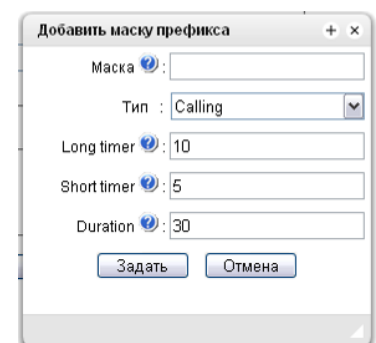 Добавить маску префикса + ×
Маска ? :
Тип : Calling
Long timer ? : 10
Short timer ? : 5
Duration ? : 30
Задать Отмена